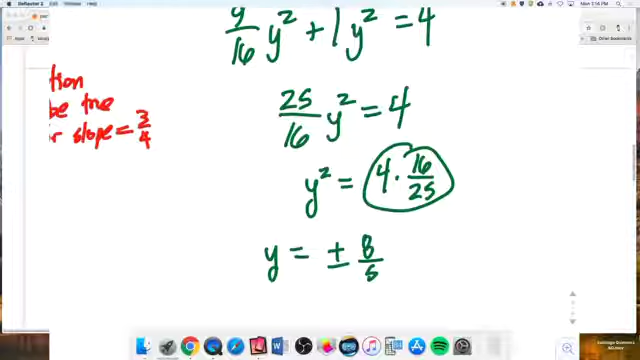 9/16 y² + 1y² = 4
tion
be true
slope = 3/4
25/16 y² = 4
y² = 4 · 16/25
y = ± 8/5